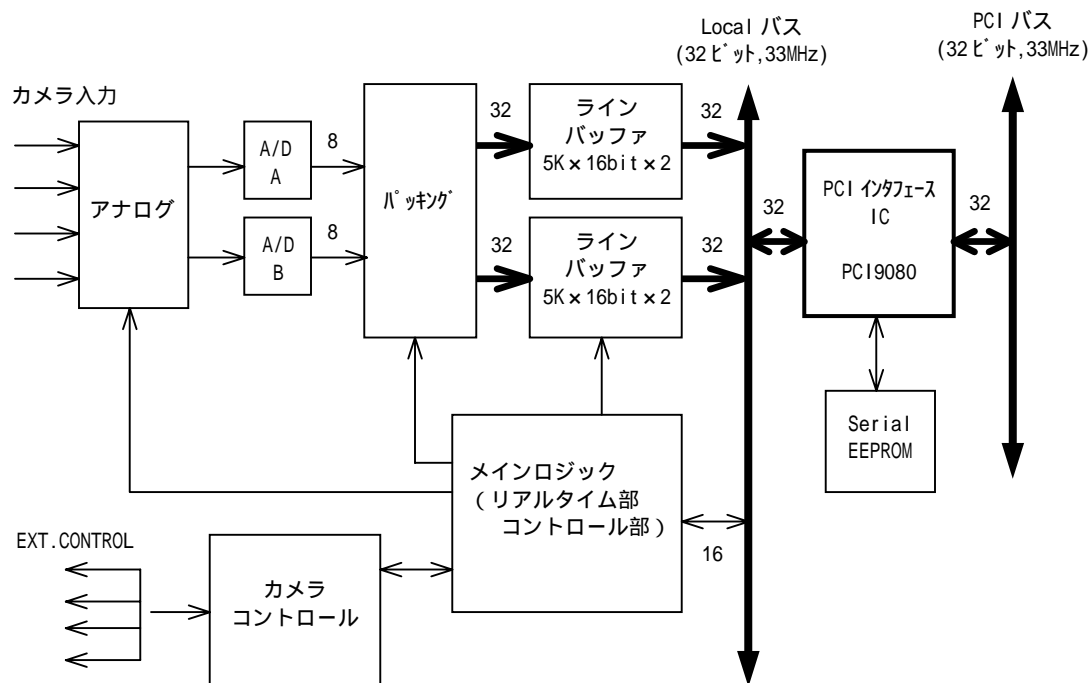 Local バス
(32ビット,33MHz)
PCI バス
(32ビット,33MHz)
カメラ入力
アナログ
A/D
A
8
A/D
B
8
パッキング
32
ライン
バッファ
5K×16bit×2
32
32
ライン
バッファ
5K×16bit×2
32
32
PCI インタフェース
IC
PCI9080
32
Serial
EEPROM
メインロジック
(リアルタイム部
コントロール部)
16
EXT.CONTROL
カメラ
コントロール